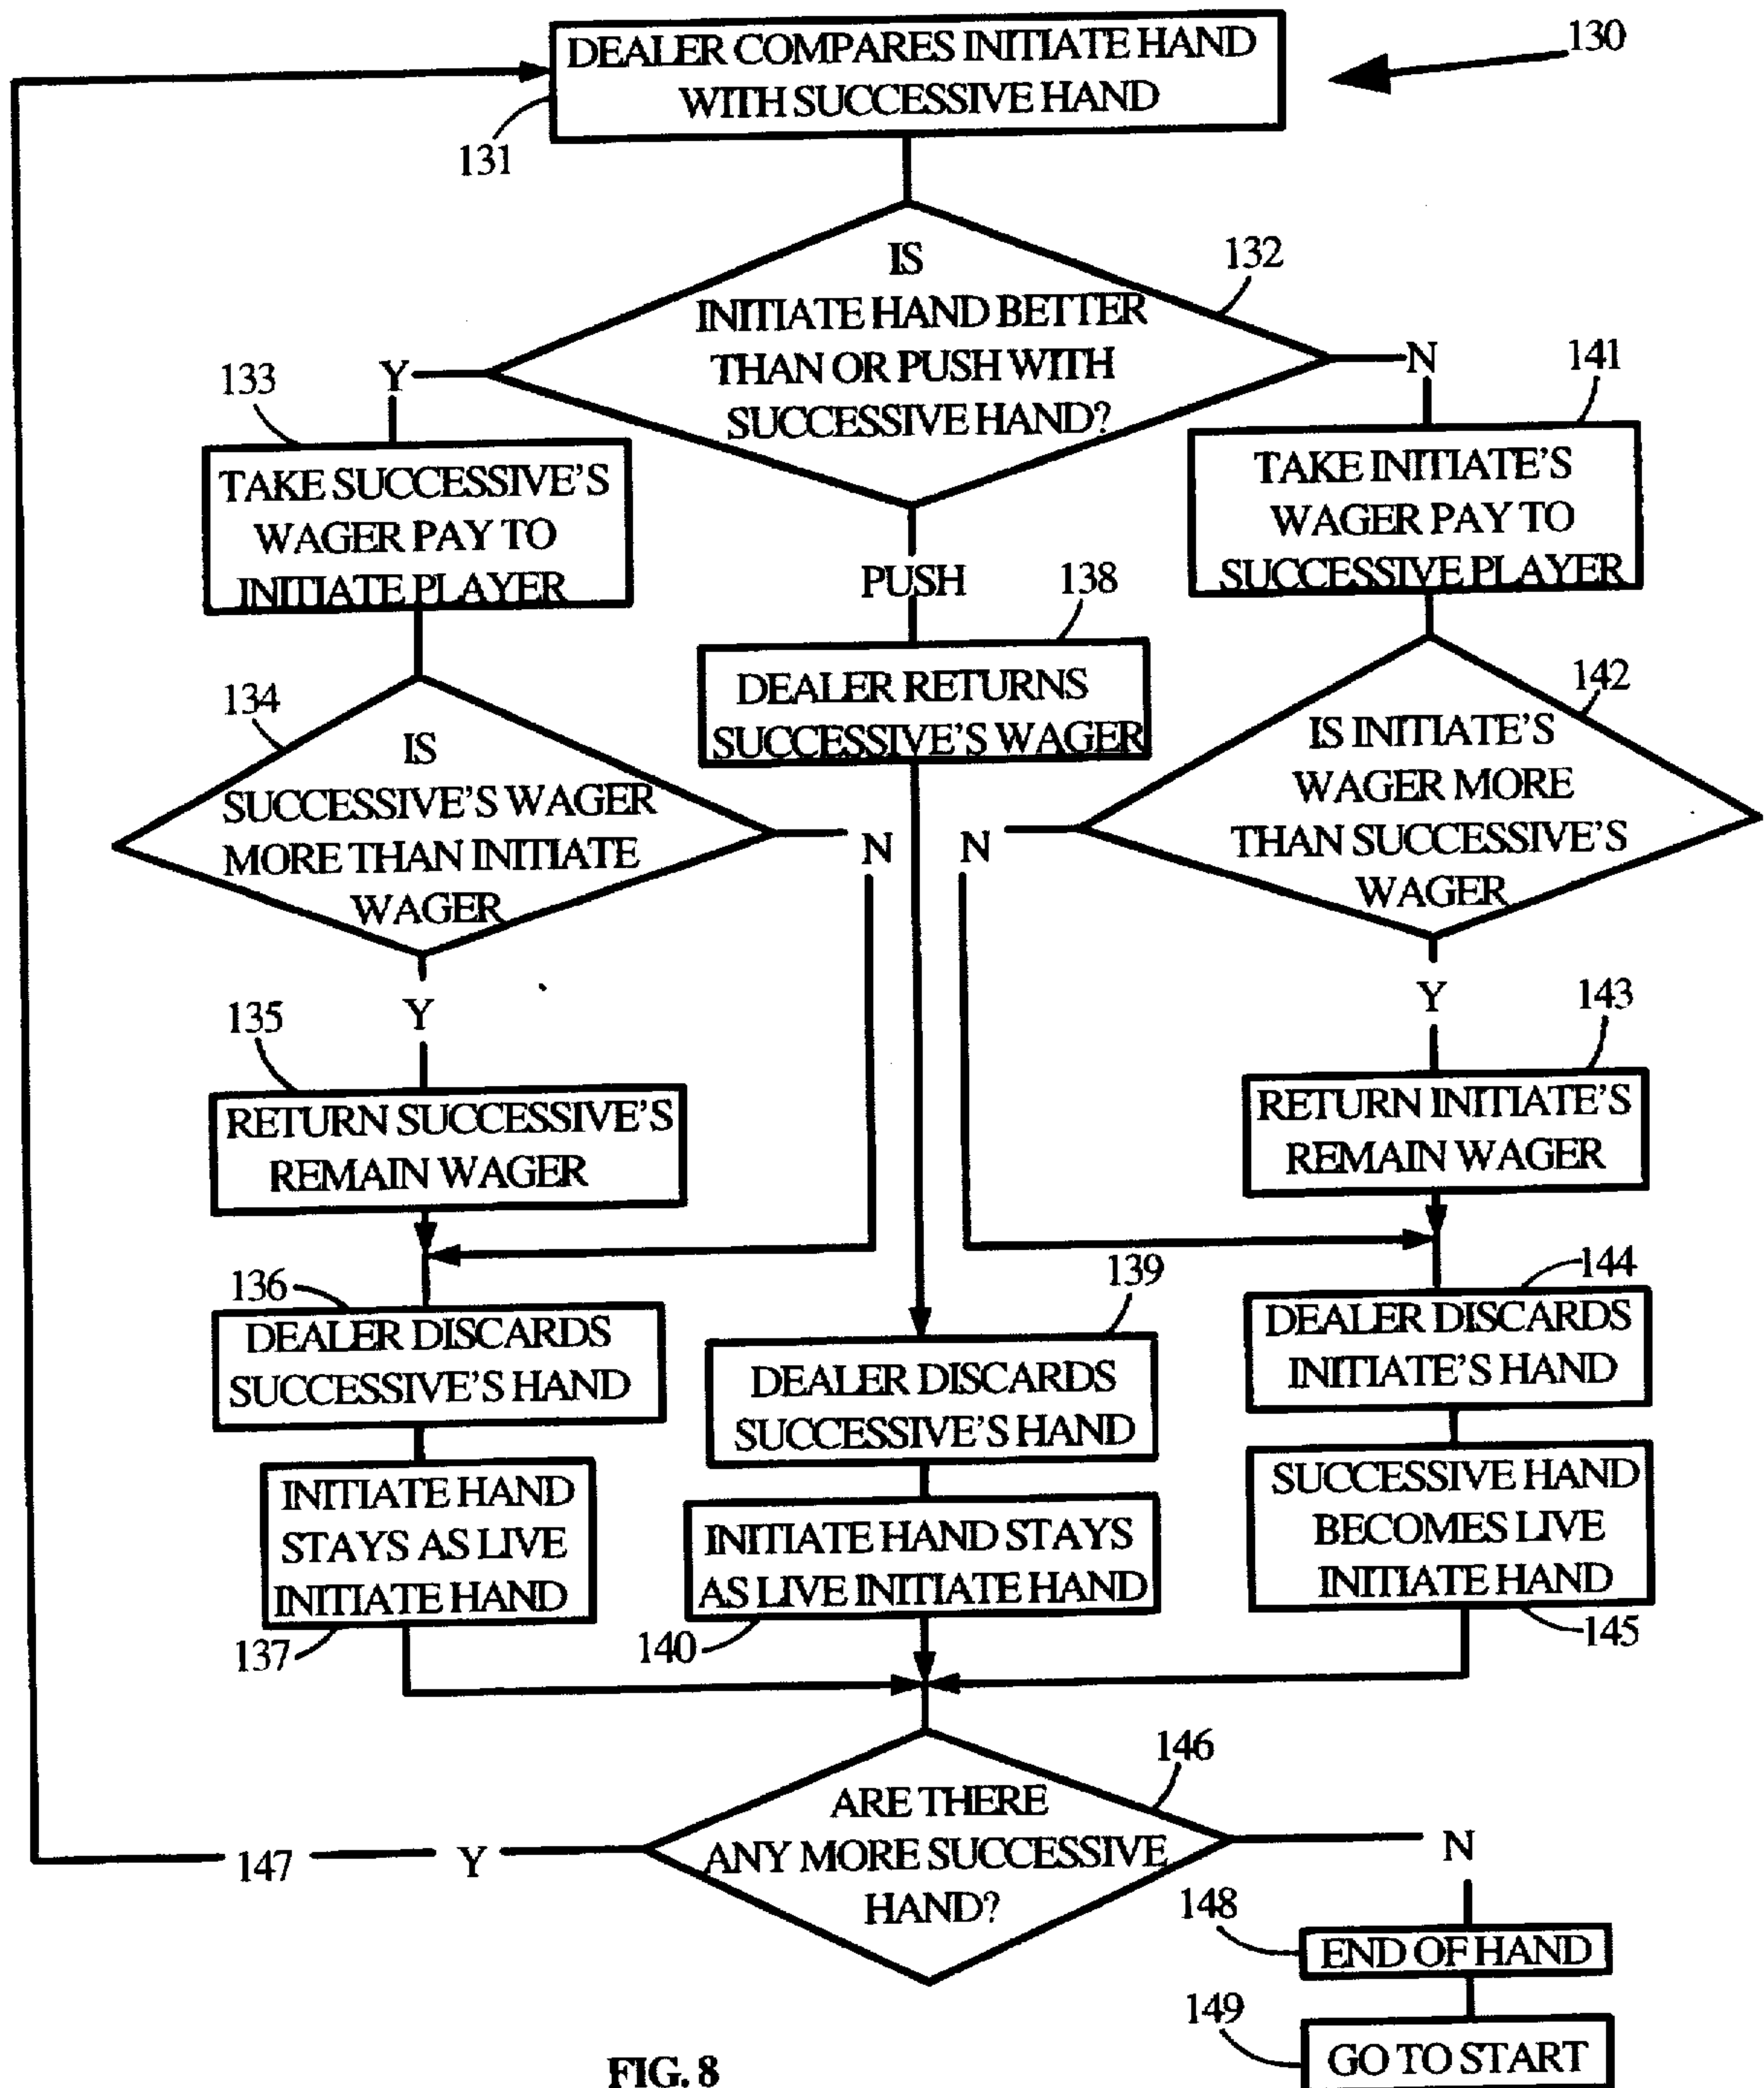 DEALER COMPARES INITIATE HAND
WITH SUCCESSIVE HAND
130
131
IS
INITIATE HAND BETTER
THAN OR PUSH WITH
SUCCESSIVE HAND?
132
Y
N
PUSH
133
TAKE SUCCESSIVE'S
WAGER PAY TO
INITIATE PLAYER
141
TAKE INITIATE'S
WAGER PAY TO
SUCCESSIVE PLAYER
138
DEALER RETURNS
SUCCESSIVE'S WAGER
134
IS
SUCCESSIVE'S WAGER
MORE THAN INITIATE
WAGER
N
N
142
IS INITIATE'S
WAGER MORE
THAN SUCCESSIVE'S
WAGER
Y
Y
135
RETURN SUCCESSIVE'S
REMAIN WAGER
143
RETURN INITIATE'S
REMAIN WAGER
136
DEALER DISCARDS
SUCCESSIVE'S HAND
139
DEALER DISCARDS
SUCCESSIVE'S HAND
144
DEALER DISCARDS
INITIATE'S HAND
INITIATE HAND
STAYS AS LIVE
INITIATE HAND
137
INITIATE HAND STAYS
AS LIVE INITIATE HAND
140
SUCCESSIVE HAND
BECOMES LIVE
INITIATE HAND
145
146
ARE THERE
ANY MORE SUCCESSIVE
HAND?
147
Y
N
148
END OF HAND
149
GO TO START
FIG. 8